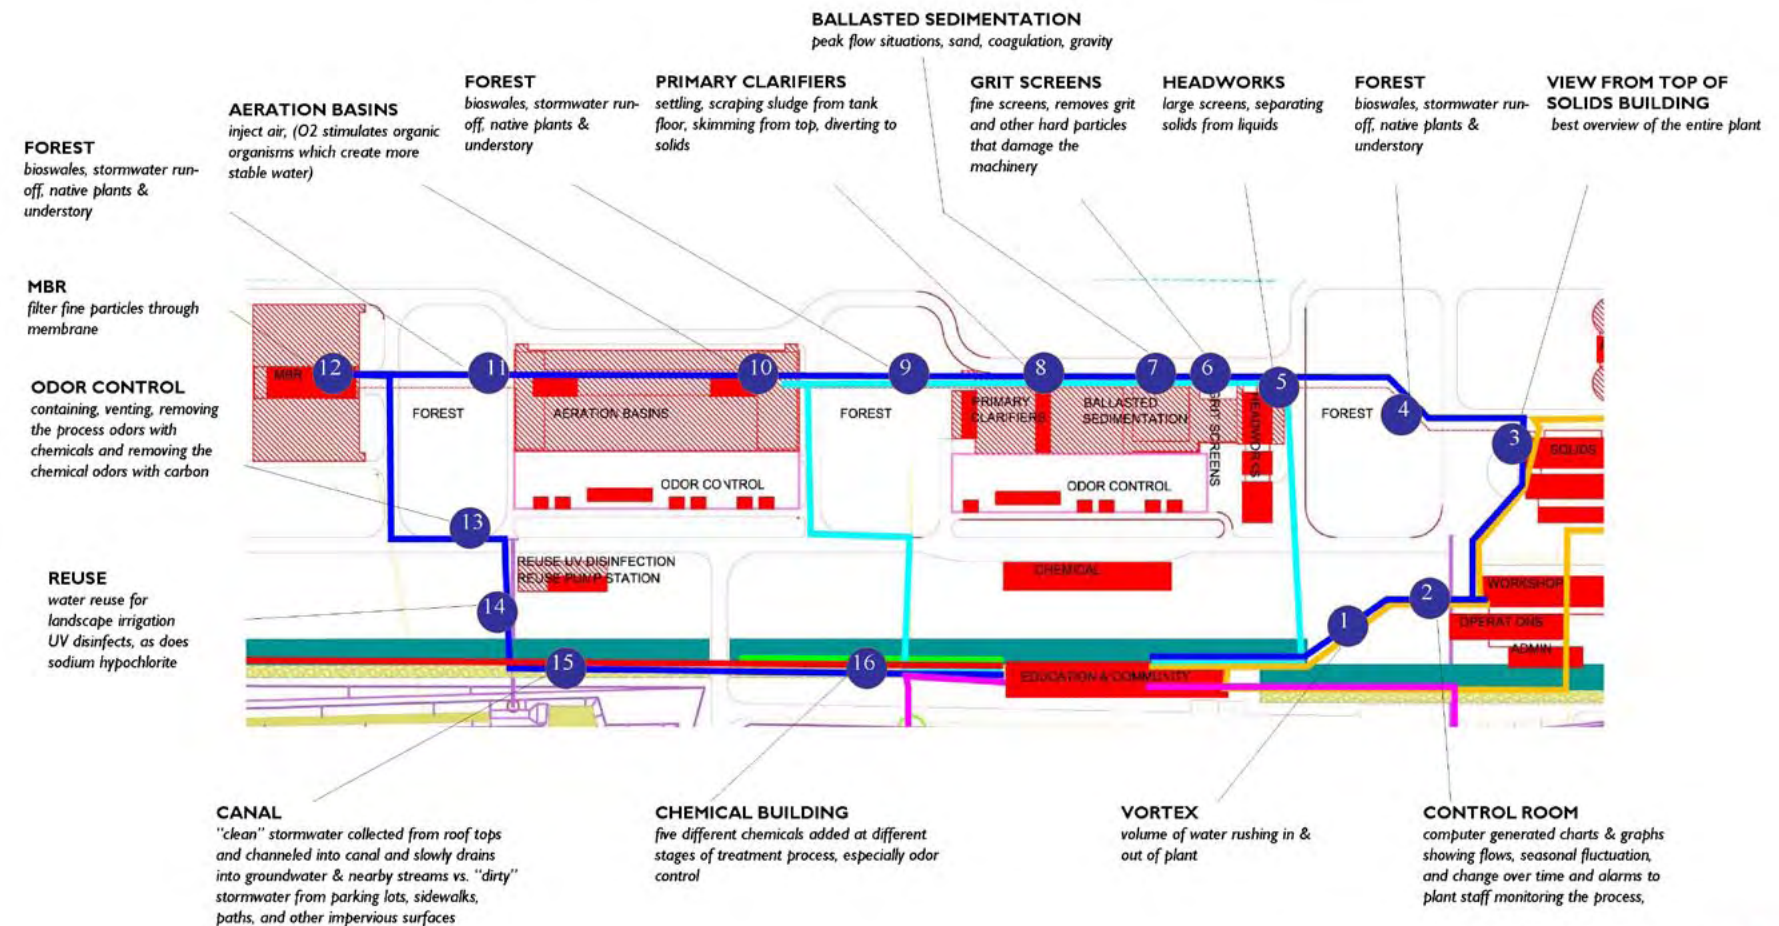 BALLASTED SEDIMENTATION
peak flow situations, sand, coagulation, gravity
FOREST
bioswales, stormwater run-
off, native plants &
understory
AERATION BASINS
inject air, (O2 stimulates organic
organisms which create more
stable water)
FOREST
bioswales, stormwater run-
off, native plants &
understory
PRIMARY CLARIFIERS
settling, scraping sludge from tank
floor, skimming from top, diverting to
solids
GRIT SCREENS
fine screens, removes grit
and other hard particles
that damage the
machinery
HEADWORKS
large screens, separating
solids from liquids
FOREST
bioswales, stormwater run-
off, native plants &
understory
VIEW FROM TOP OF
SOLIDS BUILDING
best overview of the entire plant
MBR
filter fine particles through
membrane
ODOR CONTROL
containing, venting, removing
the process odors with
chemicals and removing the
chemical odors with carbon
REUSE
water reuse for
landscape irrigation
UV disinfects, as does
sodium hypochlorite
12
11
10
9
8
7
6
5
4
3
MBR
FOREST
AERATION BASINS
FOREST
PRIMARY
CLARIFIERS
BALLASTED
SEDIMENTATION
GRIT SCREENS
HEADWORKS
FOREST
SOLIDS
ODOR CONTROL
ODOR CONTROL
13
REUSE UV DISINFECTION
REUSE PUMP STATION
CHEMICAL
WORKSHOP
14
1
2
OPERATIONS
ADMIN
15
16
EDUCATION & COMMUNITY
CANAL
"clean" stormwater collected from roof tops
and channeled into canal and slowly drains
into groundwater & nearby streams vs. "dirty"
stormwater from parking lots, sidewalks,
paths, and other impervious surfaces
CHEMICAL BUILDING
five different chemicals added at different
stages of treatment process, especially odor
control
VORTEX
volume of water rushing in &
out of plant
CONTROL ROOM
computer generated charts & graphs
showing flows, seasonal fluctuation,
and change over time and alarms to
plant staff monitoring the process,